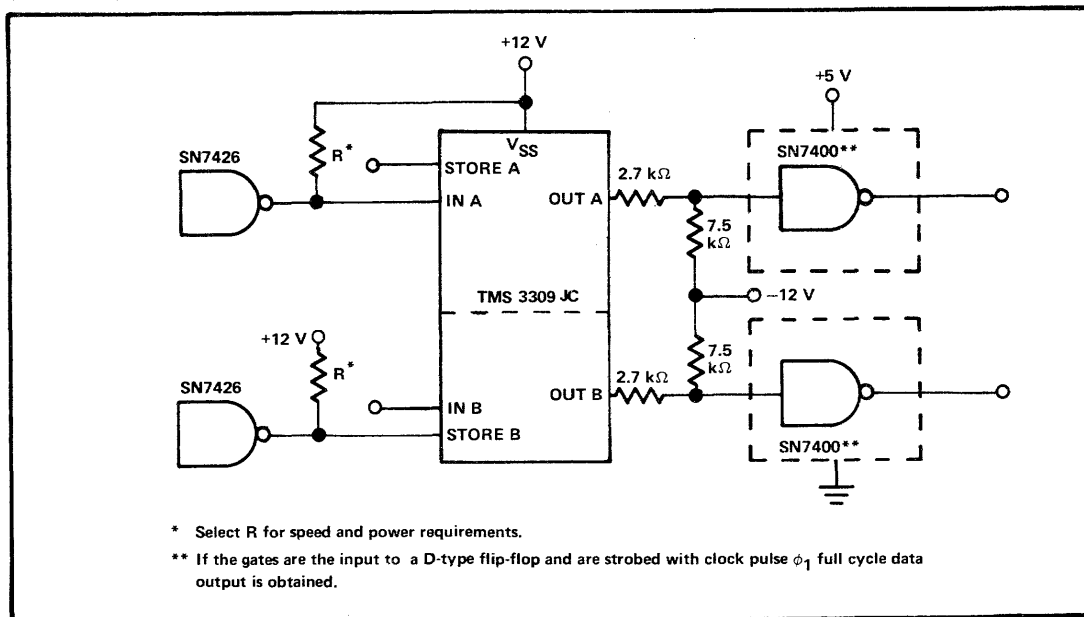 +12 V
+5 V
VSS
SN7426
R*
STORE A
IN A
OUT A
2.7 kΩ
SN7400**
7.5
kΩ
TMS 3309 JC
−12 V
+12 V
SN7426
R*
IN B
STORE B
OUT B
2.7 kΩ
7.5
kΩ
SN7400**
* Select R for speed and power requirements.
** If the gates are the input to a D-type flip-flop and are strobed with clock pulse ϕ1 full cycle data
output is obtained.